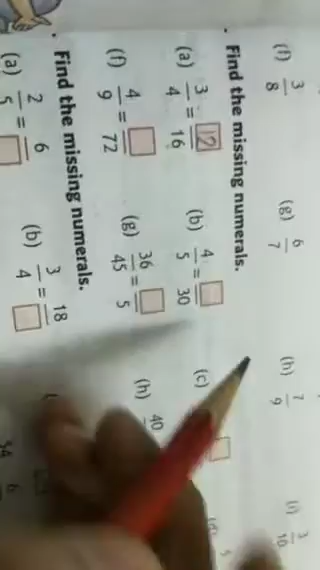 (f) 3/8 (g) 6/7 (h) 7/9 (i) 3/10
Find the missing numerals.
(a) 3/4 = 12/16 (b) 4/5 = □/30 (c)
(f) 4/9 = □/72 (g) 36/45 = □/5 (h) 40
Find the missing numerals.
(a) 2/5 = 6/□ (b) 3/4 = 18/□